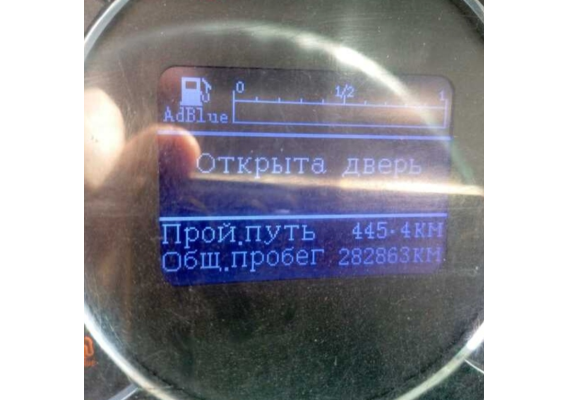 0 1/2 1
AdBlue
Открыта дверь
Прой.путь 445.4км
Общ.пробег 282863км